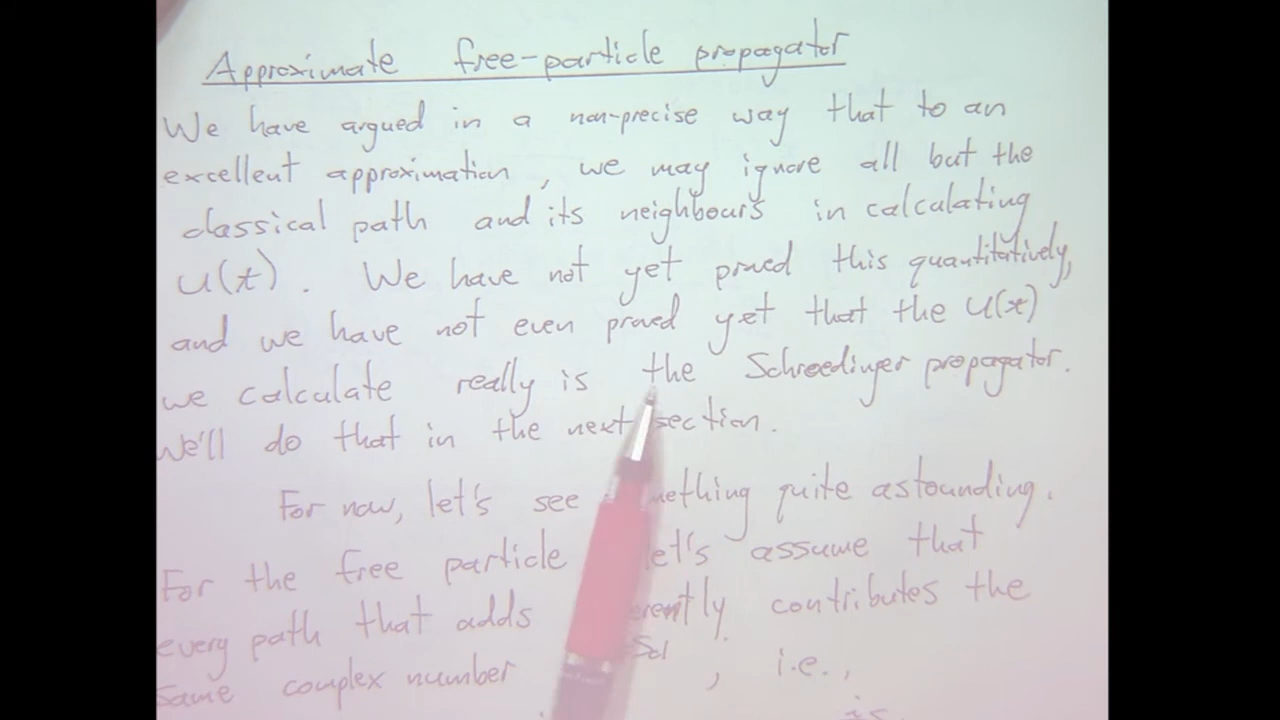 Approximate free-particle propagator
We have argued in a non-precise way that to an
excellent approximation, we may ignore all but the
classical path and its neighbours in calculating
U(t). We have not yet proved this quantitatively,
and we have not even proved yet that the U(t)
we calculate really is the Schroedinger propagator.
We'll do that in the next section.
For now, let's see quite astounding.
For the free particle let's assume that
every path that adds contributes the
same complex number , i.e.,